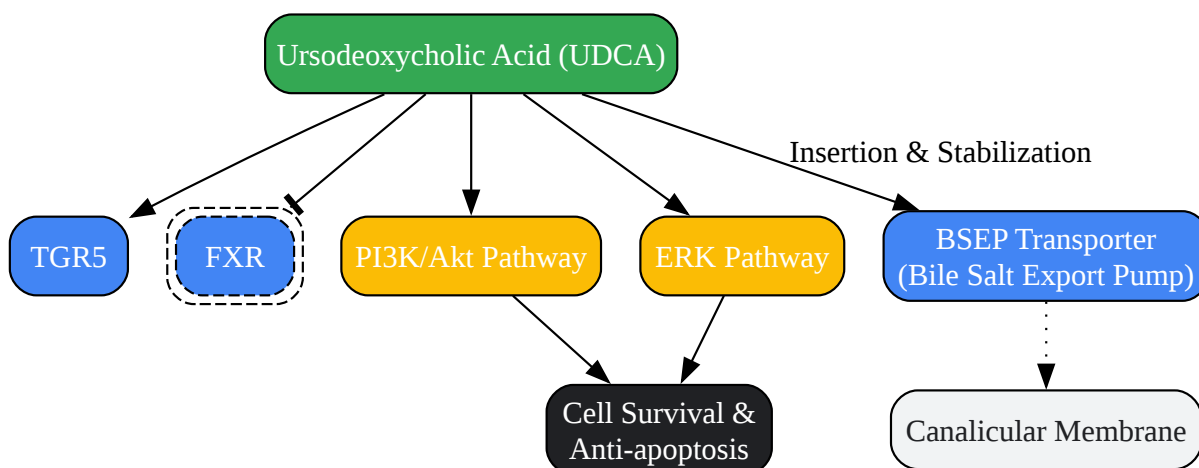 Ursodeoxycholic Acid (UDCA)
Insertion & Stabilization
TGR5
FXR
PI3K/Akt Pathway
ERK Pathway
BSEP Transporter
(Bile Salt Export Pump)
Cell Survival &
Anti-apoptosis
Canalicular Membrane